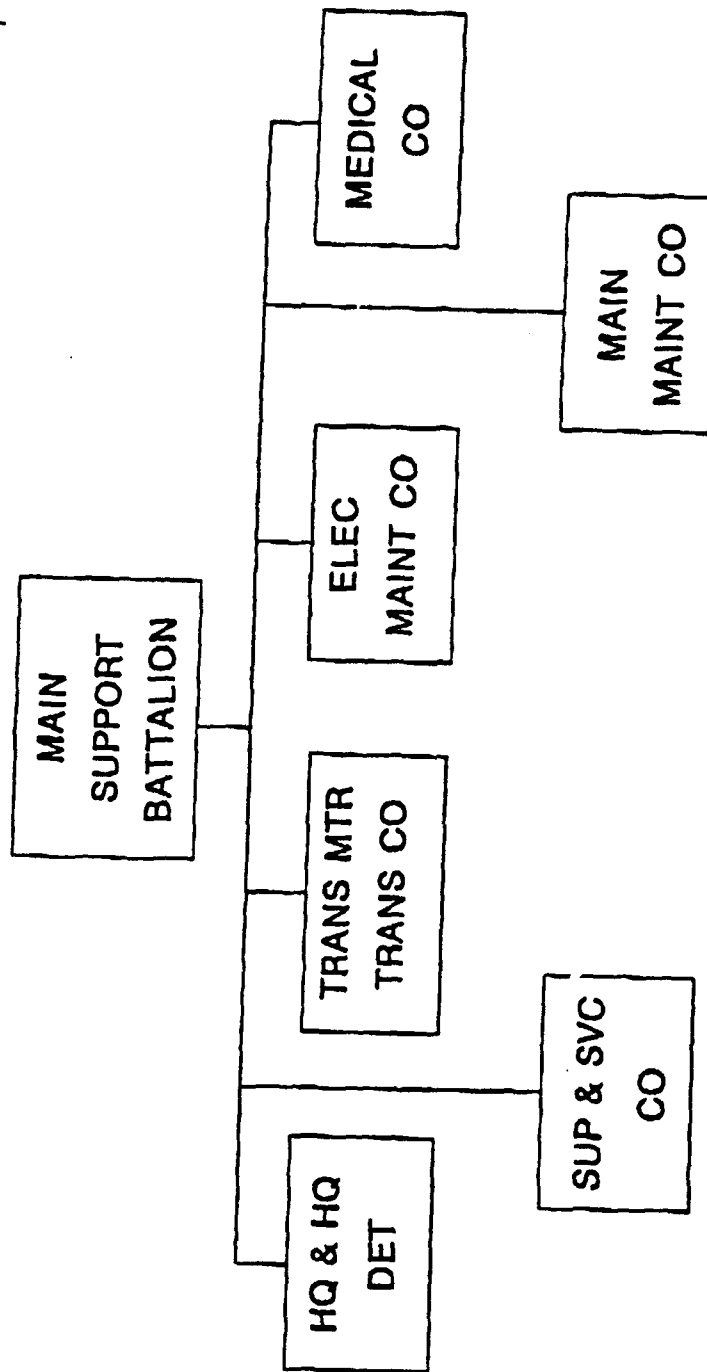 MAIN
SUPPORT
BATTALION
HQ & HQ
DET
SUP & SVC
CO
TRANS MTR
TRANS CO
ELEC
MAINT CO
MAIN
MAINT CO
MEDICAL
CO